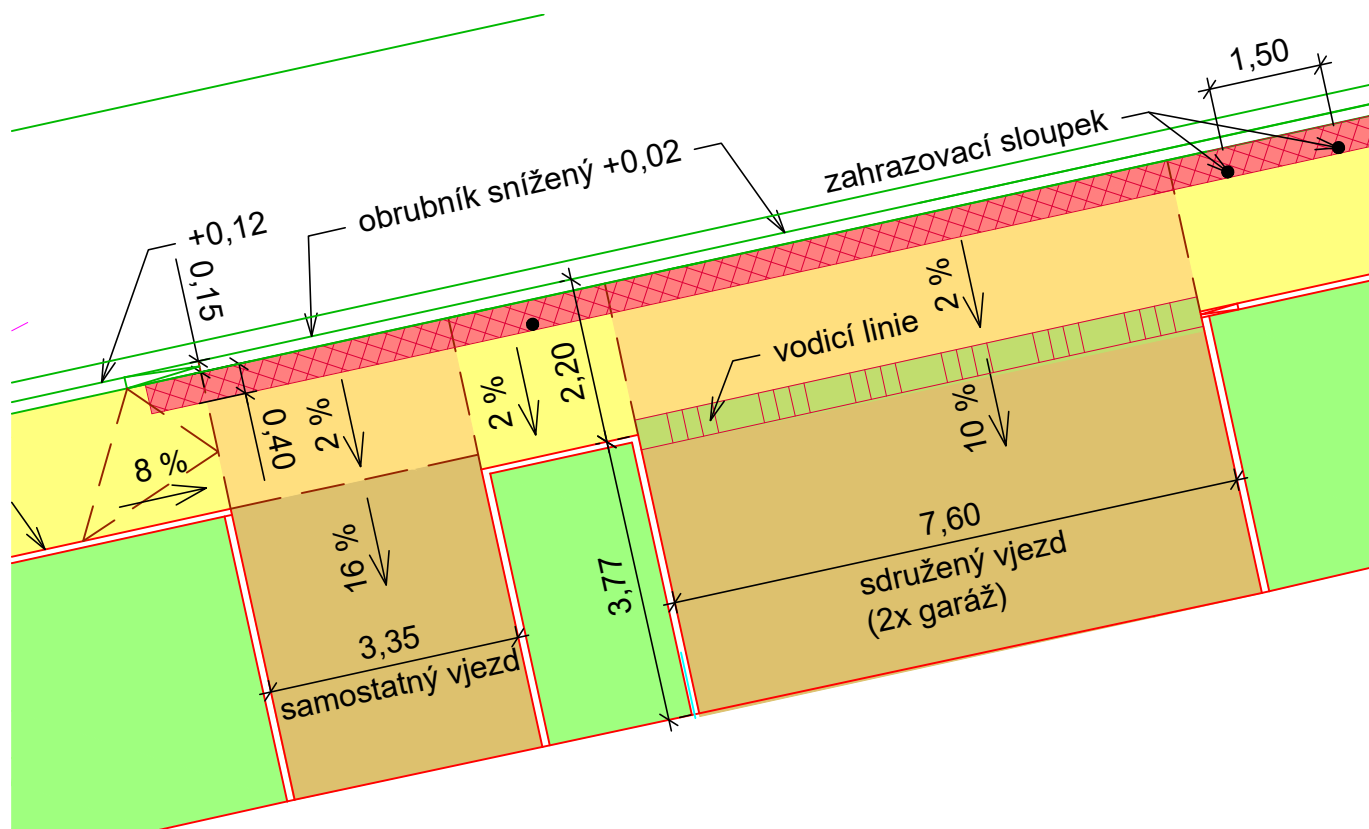 1,50
zahrazovací sloupek
obrubník snížený +0,02
+0,12
0,15
2 %
vodicí linie
2,20
2 %
2 %
0,40
8 %
10 %
16 %
7,60
sdružený vjezd
(2x garáž)
3,77
3,35
samostatný vjezd